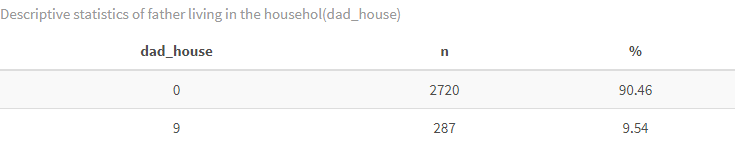 Descriptive statistics of father living in the househol(dad_house)
dad_house n %
0 2720 90.46
9 287 9.54